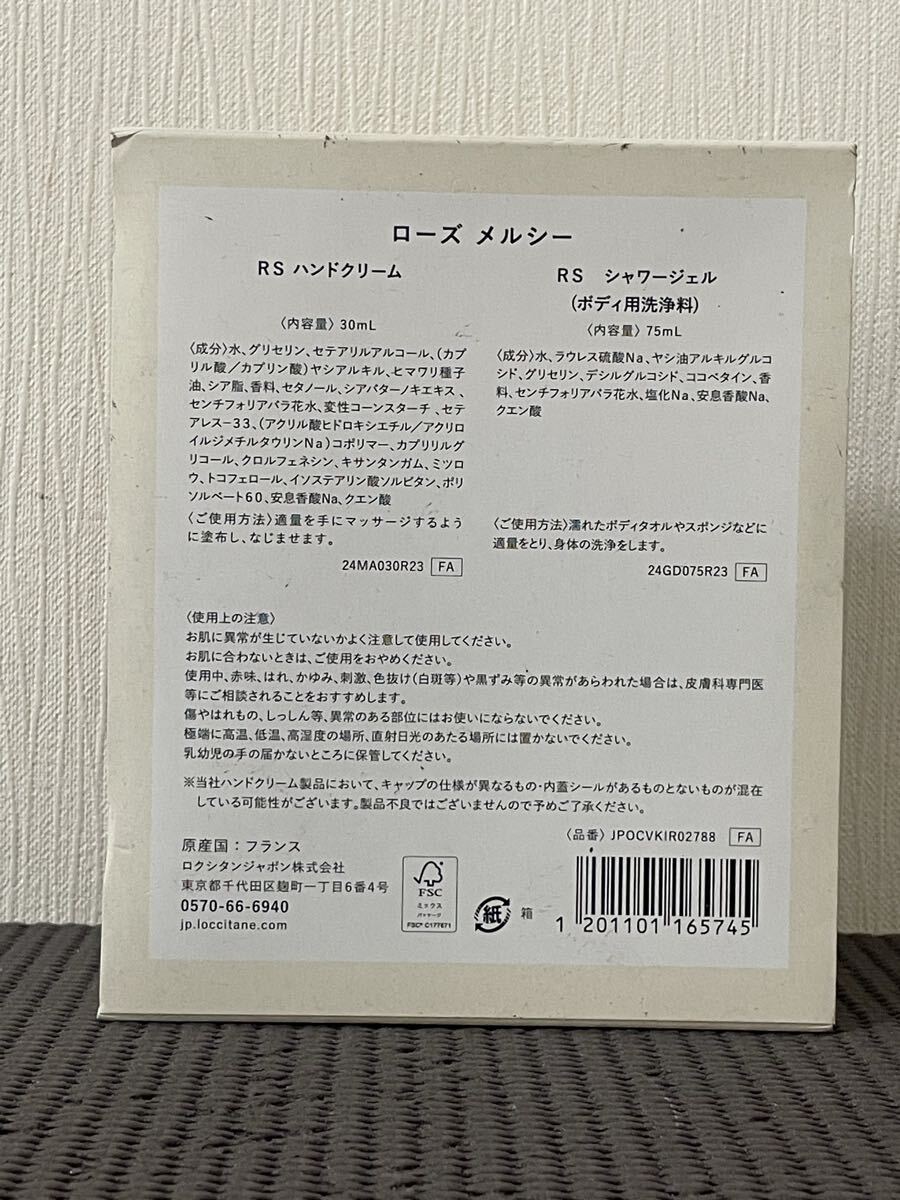 ローズ メルシー
RS ハンドクリーム
〈内容量〉30mL
〈成分〉水、グリセリン、セテアリルアルコール、(カプ
リル酸／カプリン酸)ヤシアルキル、ヒマワリ種子
油、シア脂、香料、セタノール、シアバターノキエキス、
センチフォリアバラ花水、変性コーンスターチ、セテ
アレス-33、(アクリル酸ヒドロキシエチル／アクリロ
イルジメチルタウリンNa)コポリマー、カプリリルグ
リコール、クロルフェネシン、キサンタンガム、ミツロ
ウ、トコフェロール、イソステアリン酸ソルビタン、ポリ
ソルベート60、安息香酸Na、クエン酸
〈ご使用方法〉適量を手にマッサージするよう
に塗布し、なじませます。
24MA030R23 FA
RS シャワージェル
(ボディ用洗浄料)
〈内容量〉75mL
〈成分〉水、ラウレス硫酸Na、ヤシ油アルキルグルコ
シド、グリセリン、デシルグルコシド、ココベタイン、香
料、センチフォリアバラ花水、塩化Na、安息香酸Na、
クエン酸
〈ご使用方法〉濡れたボディタオルやスポンジなどに
適量をとり、身体の洗浄をします。
24GD075R23 FA
〈使用上の注意〉
お肌に異常が生じていないかよく注意して使用してください。
お肌に合わないときは、ご使用をおやめください。
使用中、赤味、はれ、かゆみ、刺激、色抜け(白斑等)や黒ずみ等の異常があらわれた場合は、皮膚科専門医
等にご相談されることをおすすめします。
傷やはれもの、しっしん等、異常のある部位にはお使いにならないでください。
極端に高温、低温、高湿度の場所、直射日光のあたる場所には置かないでください。
乳幼児の手の届かないところに保管してください。
※当社ハンドクリーム製品において、キャップの仕様が異なるもの・内蓋シールがあるものとないものが混在
している可能性がございます。製品不良ではございませんので予めご了承ください。
〈品番〉JPOCVKIR02788 FA
原産国：フランス
ロクシタンジャポン株式会社
東京都千代田区麹町一丁目6番4号
0570-66-6940
jp.loccitane.com
FSC
ミックス
パッケージ
FSC® C177671
紙 箱
1 201101 165745